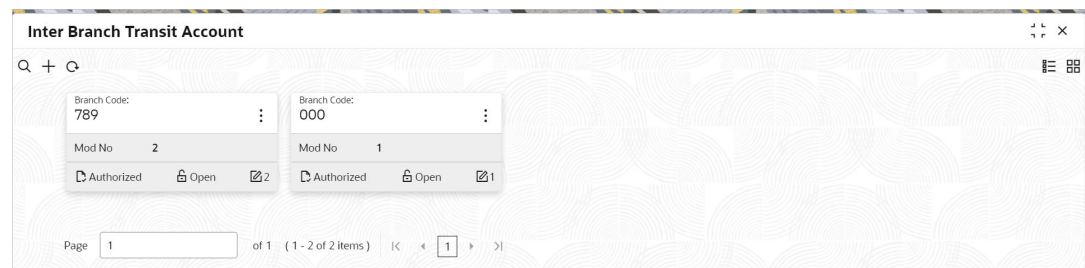 Inter Branch Transit Account
Branch Code:
789
Mod No 2
Authorized Open 2
Branch Code:
000
Mod No 1
Authorized Open 1
Page 1 of 1 (1 - 2 of 2 items) 1